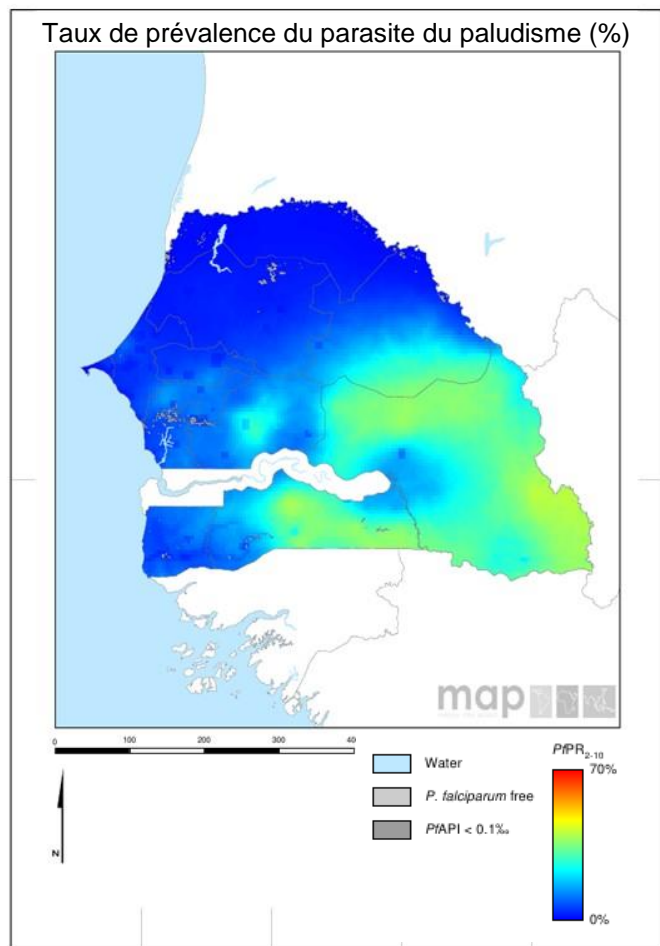 Taux de prévalence du parasite du paludisme (%)
map
0 100 200 300 40
Water
P. falciparum free
PfAPI < 0.1‰
N
PfPR2-10
70%
0%